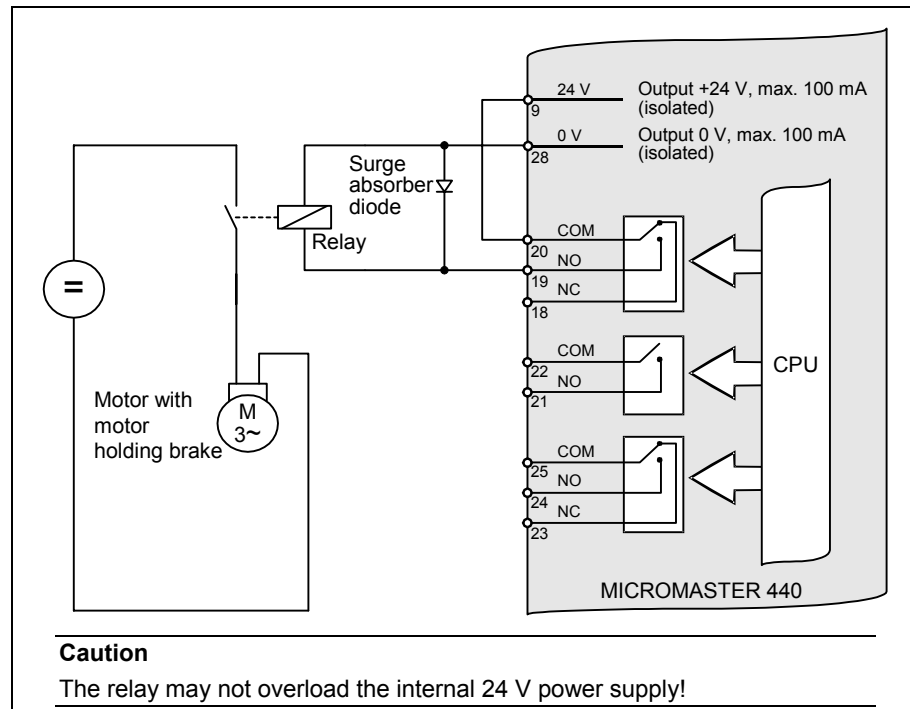 24 V
Output +24 V, max. 100 mA
(isolated)
9
0 V
Output 0 V, max. 100 mA
(isolated)
28
Surge
absorber
diode
Relay
COM
20
NO
19
NC
18
=
COM
22
NO
21
CPU
Motor with
motor
holding brake
M
3~
COM
25
NO
24
NC
23
MICROMASTER 440
Caution
The relay may not overload the internal 24 V power supply!